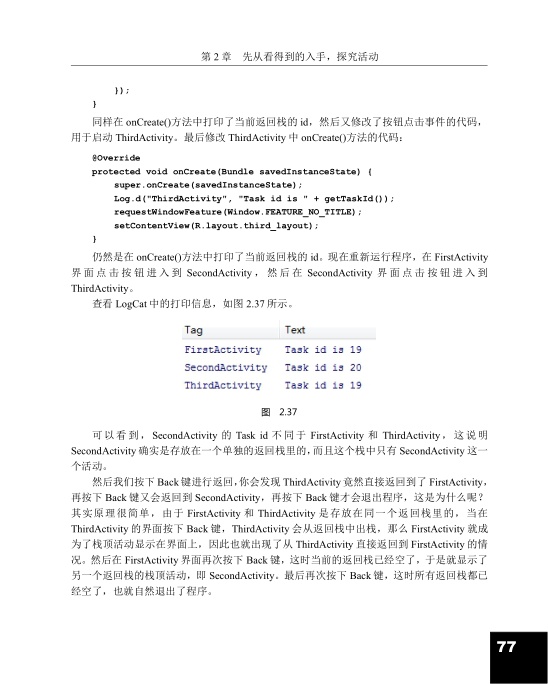 第 2 章　先从看得到的入手，探究活动
});
}
同样在 onCreate()方法中打印了当前返回栈的 id，然后又修改了按钮点击事件的代码，
用于启动 ThirdActivity。最后修改 ThirdActivity 中 onCreate()方法的代码：
@Override
protected void onCreate(Bundle savedInstanceState) {
super.onCreate(savedInstanceState);
Log.d("ThirdActivity", "Task id is " + getTaskId());
requestWindowFeature(Window.FEATURE_NO_TITLE);
setContentView(R.layout.third_layout);
}
仍然是在 onCreate()方法中打印了当前返回栈的 id。现在重新运行程序，在 FirstActivity
界面点击按钮进入到 SecondActivity，然后在 SecondActivity 界面点击按钮进入到
ThirdActivity。
查看 LogCat 中的打印信息，如图 2.37 所示。
Tag Text
FirstActivity Task id is 19
SecondActivity Task id is 20
ThirdActivity Task id is 19
图 2.37
可以看到，SecondActivity 的 Task id 不同于 FirstActivity 和 ThirdActivity，这说明
SecondActivity 确实是存放在一个单独的返回栈里的，而且这个栈中只有 SecondActivity 这一
个活动。
然后我们按下 Back 键进行返回，你会发现 ThirdActivity 竟然直接返回到了 FirstActivity，
再按下 Back 键又会返回到 SecondActivity，再按下 Back 键才会退出程序，这是为什么呢？
其实原理很简单，由于 FirstActivity 和 ThirdActivity 是存放在同一个返回栈里的，当在
ThirdActivity 的界面按下 Back 键，ThirdActivity 会从返回栈中出栈，那么 FirstActivity 就成
为了栈顶活动显示在界面上，因此也就出现了从 ThirdActivity 直接返回到 FirstActivity 的情
况。然后在 FirstActivity 界面再次按下 Back 键，这时当前的返回栈已经空了，于是就显示了
另一个返回栈的栈顶活动，即 SecondActivity。最后再次按下 Back 键，这时所有返回栈都已
经空了，也就自然退出了程序。
77